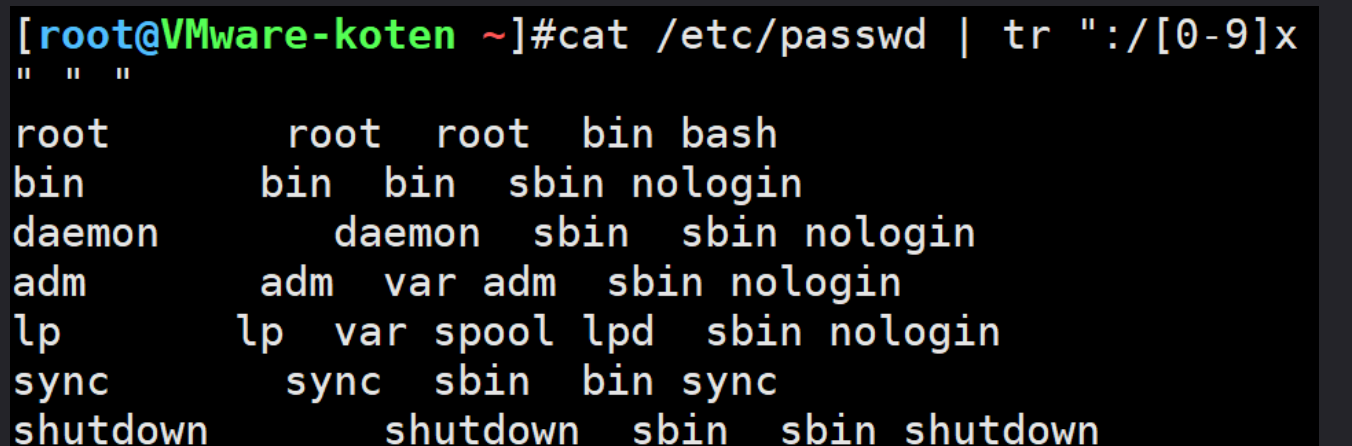 [root@VMware-koten ~]#cat /etc/passwd | tr ":/[0-9]x
" " "
root       root  root  bin bash
bin       bin  bin  sbin nologin
daemon       daemon  sbin  sbin nologin
adm       adm  var adm  sbin nologin
lp       lp  var spool lpd  sbin nologin
sync       sync  sbin  bin sync
shutdown       shutdown  sbin  sbin shutdown